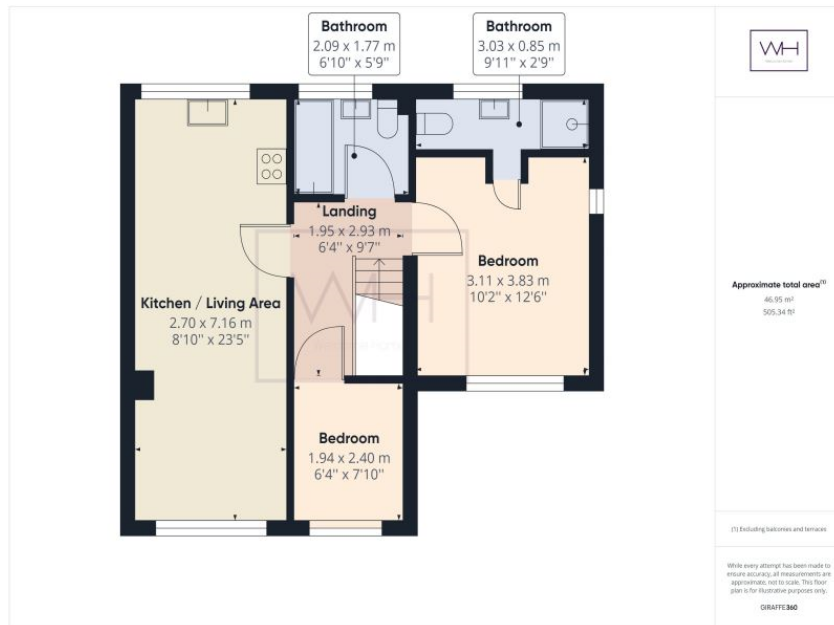 Bathroom
2.09 x 1.77 m
6'10" x 5'9"
Bathroom
3.03 x 0.85 m
9'11" x 2'9"
Landing
1.95 x 2.93 m
6'4" x 9'7"
Bedroom
3.11 x 3.83 m
10'2" x 12'6"
Kitchen / Living Area
2.70 x 7.16 m
8'10" x 23'5"
Bedroom
1.94 x 2.40 m
6'4" x 7'10"
WH
WH
Approximate total area(1)
46.95 m²
505.34 ft²
(1) Excluding balconies and terraces
While every attempt has been made to
ensure accuracy, all measurements are
approximate, not to scale. This floor
plan is for illustrative purposes only.
GIRAFFE360